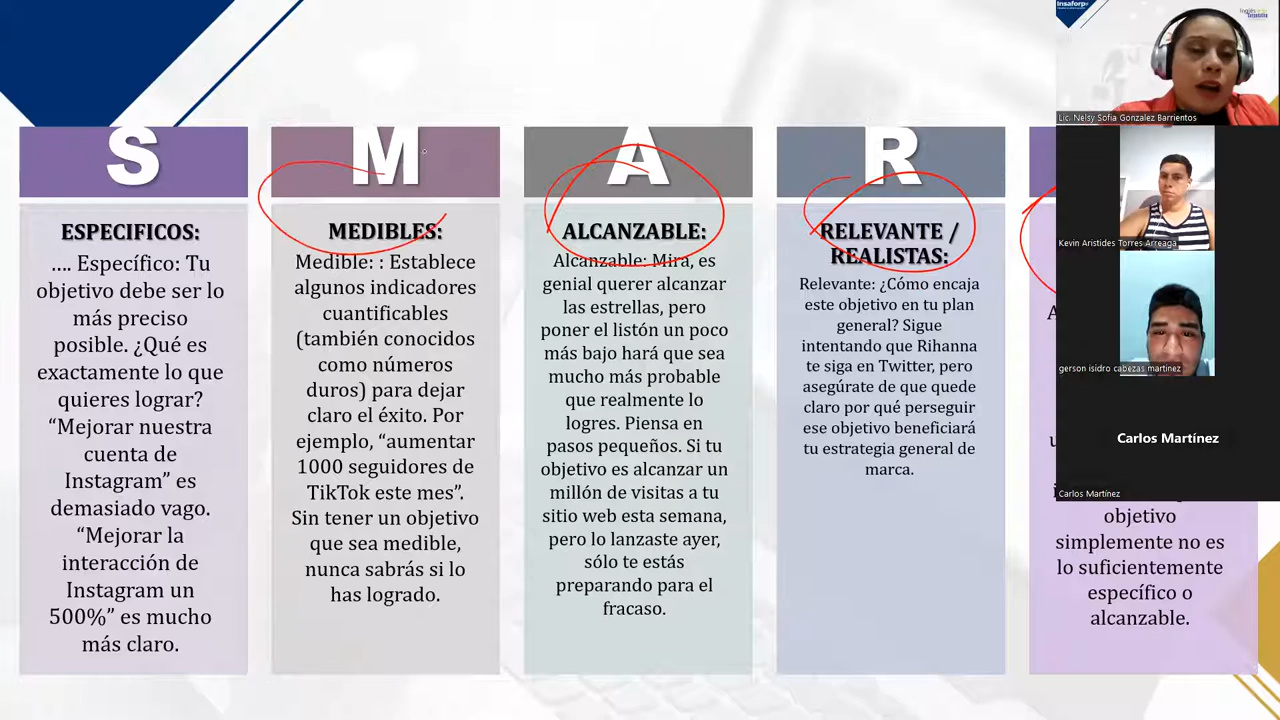 S
ESPECIFICOS:
.... Específico: Tu
objetivo debe ser lo
más preciso
posible. ¿Qué es
exactamente lo que
quieres lograr?
“Mejorar nuestra
cuenta de
Instagram” es
demasiado vago.
“Mejorar la
interacción de
Instagram un
500%” es mucho
más claro.
M
MEDIBLES:
Medible: : Establece
algunos indicadores
cuantificables
(también conocidos
como números
duros) para dejar
claro el éxito. Por
ejemplo, “aumentar
1000 seguidores de
TikTok este mes”.
Sin tener un objetivo
que sea medible,
nunca sabrás si lo
has logrado.
A
ALCANZABLE:
Alcanzable: Mira, es
genial querer alcanzar
las estrellas, pero
poner el listón un poco
más bajo hará que sea
mucho más probable
que realmente lo
logres. Piensa en
pasos pequeños. Si tu
objetivo es alcanzar un
millón de visitas a tu
sitio web esta semana,
pero lo lanzaste ayer,
sólo te estás
preparando para el
fracaso.
R
RELEVANTE /
REALISTAS:
Relevante: ¿Cómo encaja
este objetivo en tu plan
general? Sigue
intentando que Rihanna
te siga en Twitter, pero
asegúrate de que quede
claro por qué perseguir
ese objetivo beneficiará
tu estrategia general de
marca.
objetivo
simplemente no es
lo suficientemente
específico o
alcanzable.
Insaforp
Lic. Nelsy Sofia Gonzalez Barrientos
Kevin Aristides Torres Arreaga
gerson isidro cabezas martinez
Carlos Martínez
Carlos Martínez